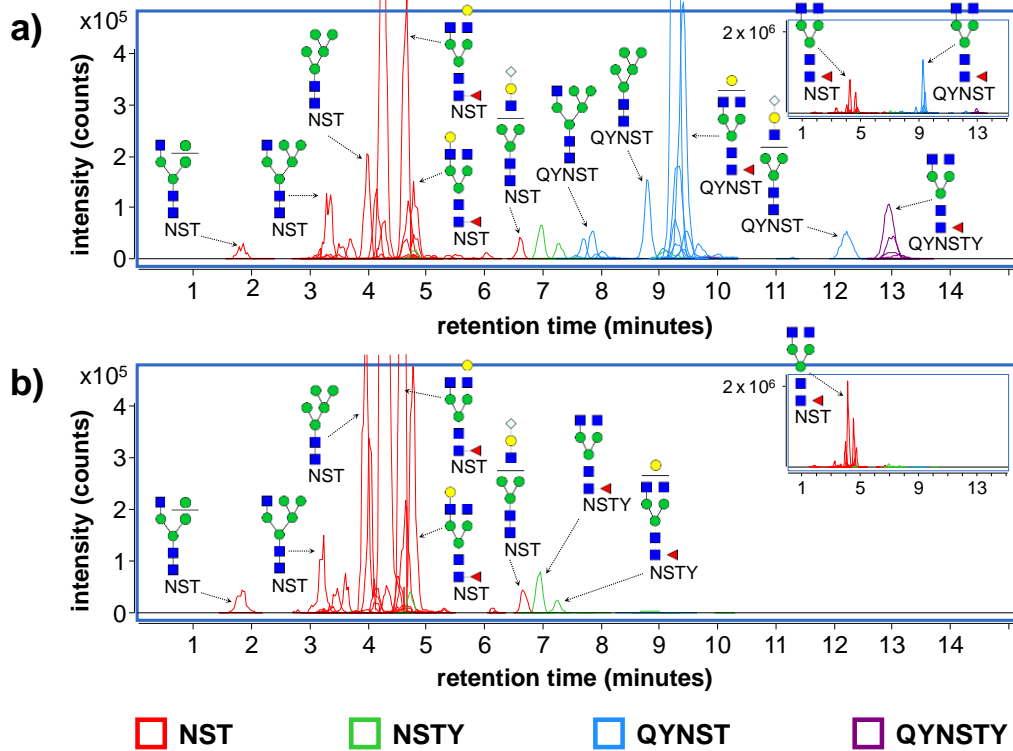 a)
x10⁵
4
3
2
1
0
intensity (counts)
NST
NST
NST
NST
NST
NST
QYNST
QYNST
QYNST
QYNST
QYNSTY
2 x 10⁶
NST
QYNST
1 5 9 13
1 2 3 4 5 6 7 8 9 10 11 12 13 14
retention time (minutes)
b)
x10⁵
4
3
2
1
0
intensity (counts)
NST
NST
NST
NST
NST
NST
NSTY
NSTY
2 x 10⁶
NST
1 5 9 13
1 2 3 4 5 6 7 8 9 10 11 12 13 14
retention time (minutes)
NST NSTY QYNST QYNSTY